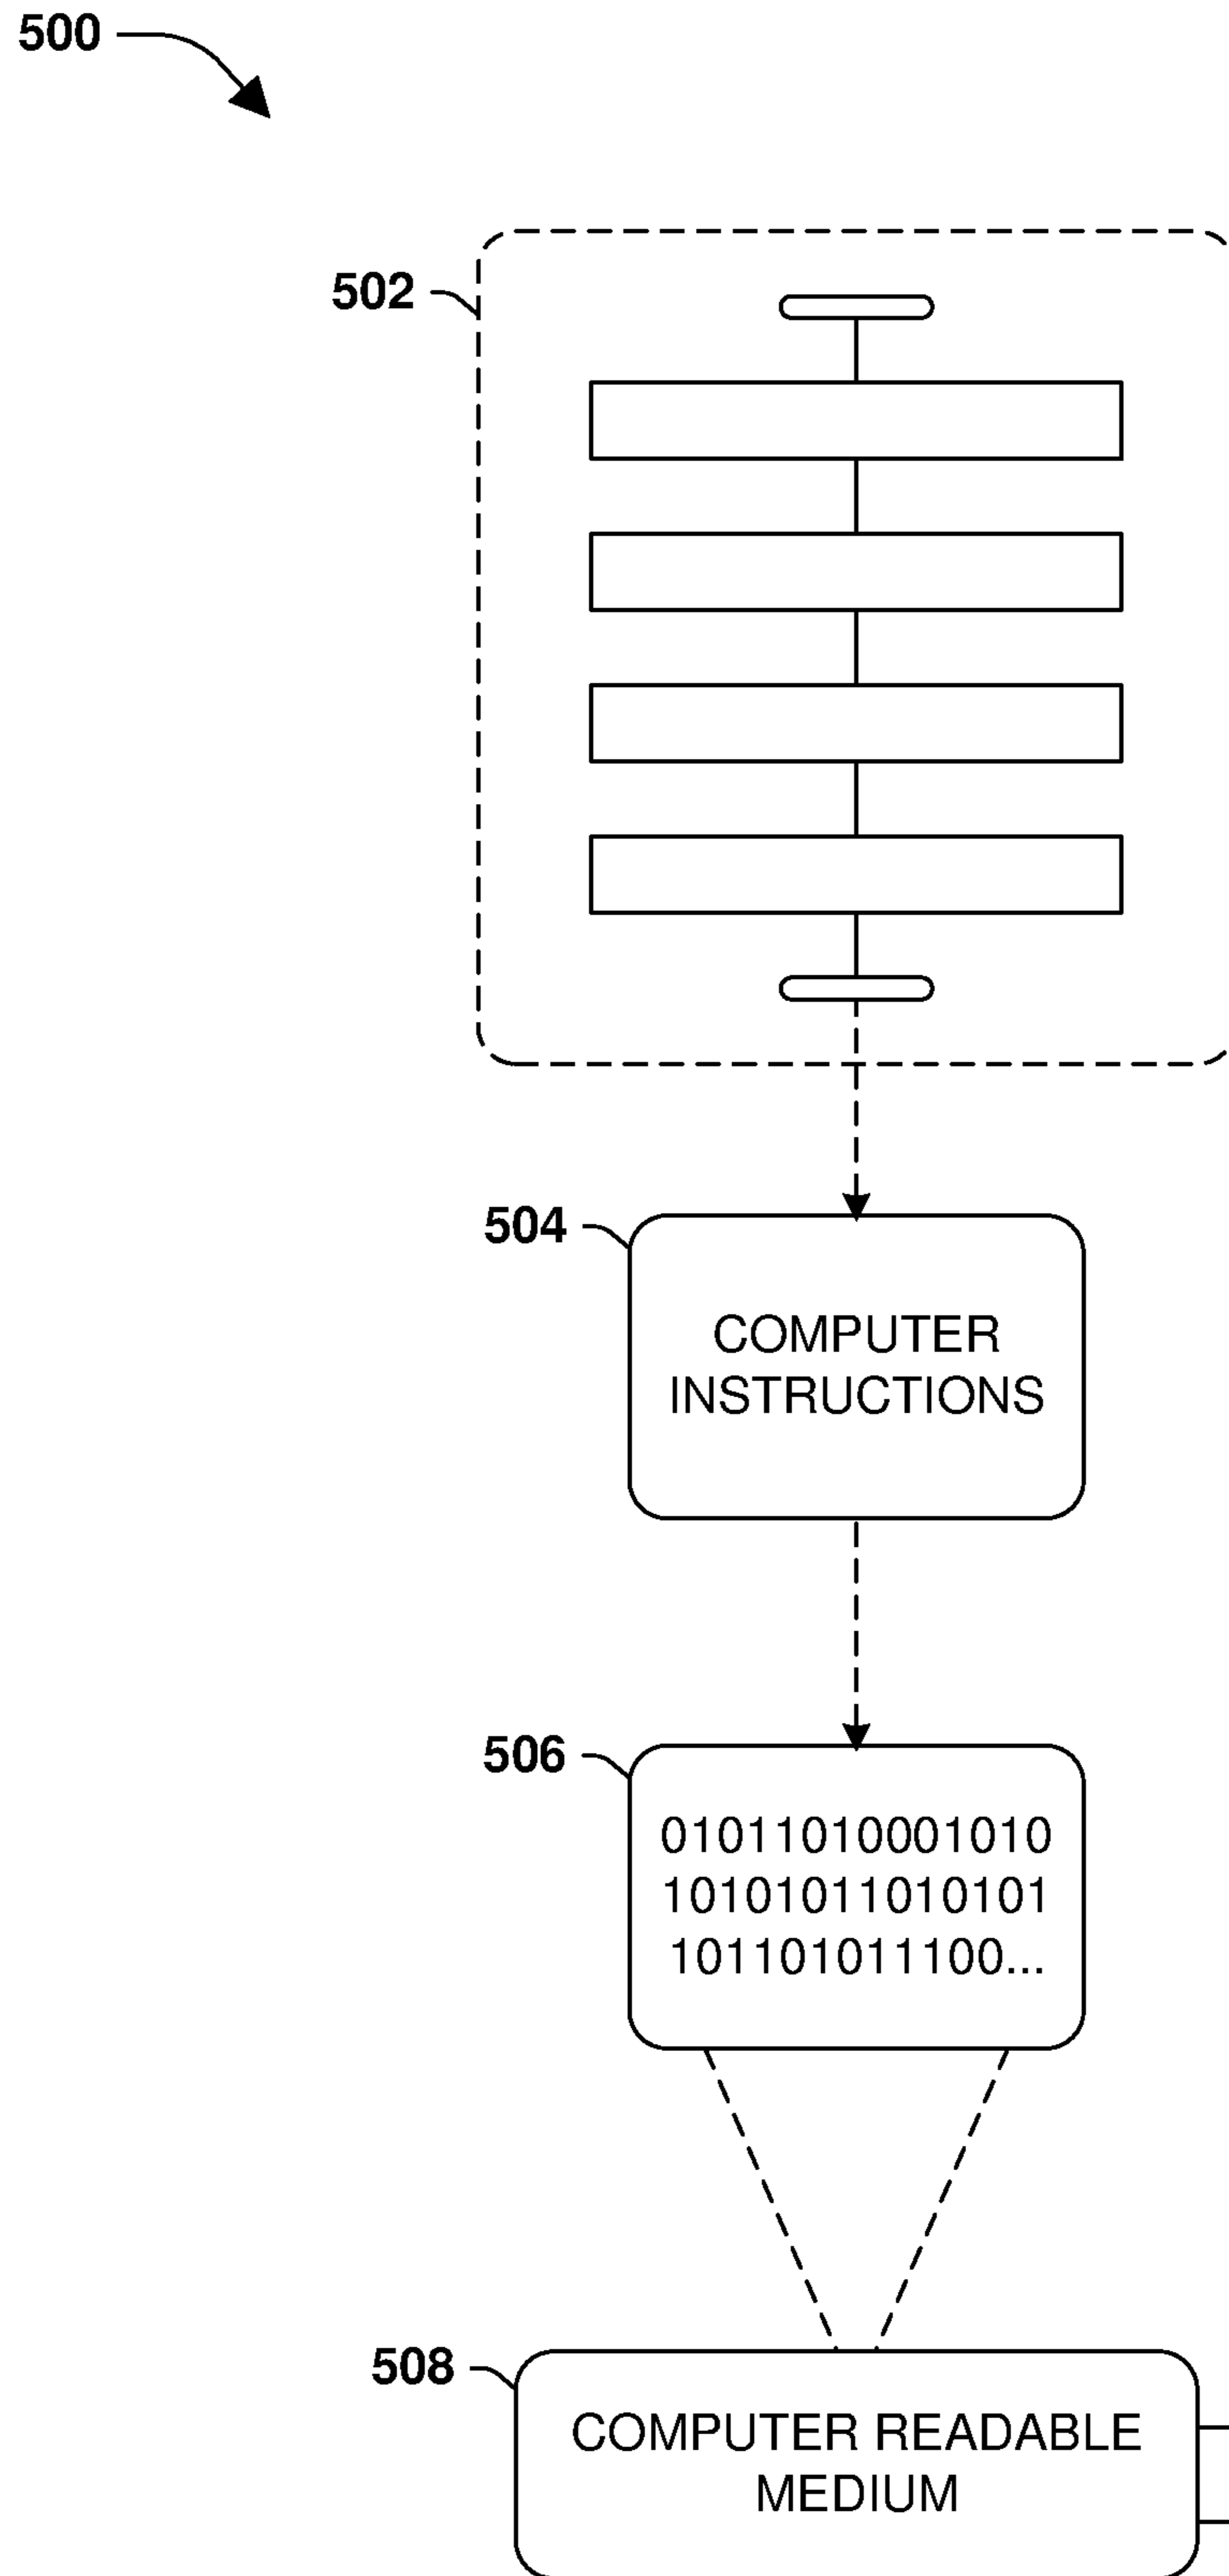 500
502
504
COMPUTER
INSTRUCTIONS
506
01011010001010
10101011010101
101101011100...
508
COMPUTER READABLE
MEDIUM